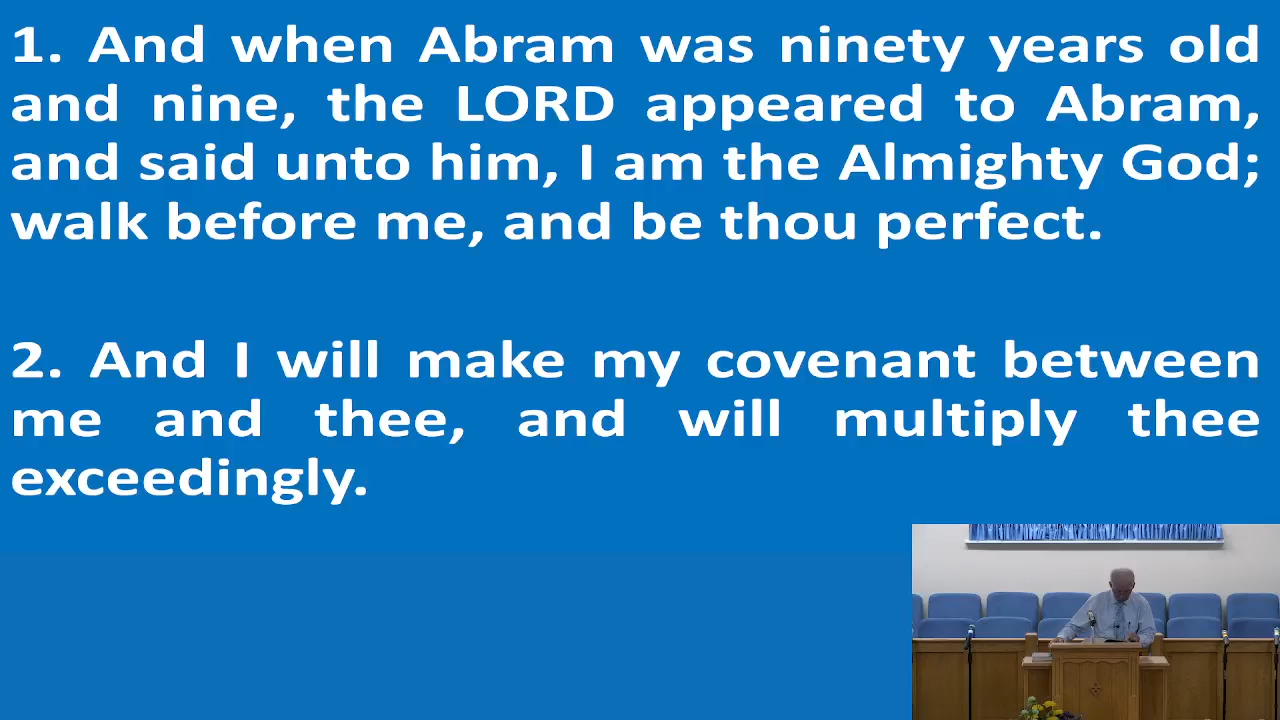 1. And when Abram was ninety years old
and nine, the LORD appeared to Abram,
and said unto him, I am the Almighty God;
walk before me, and be thou perfect.
2. And I will make my covenant between
me and thee, and will multiply thee
exceedingly.